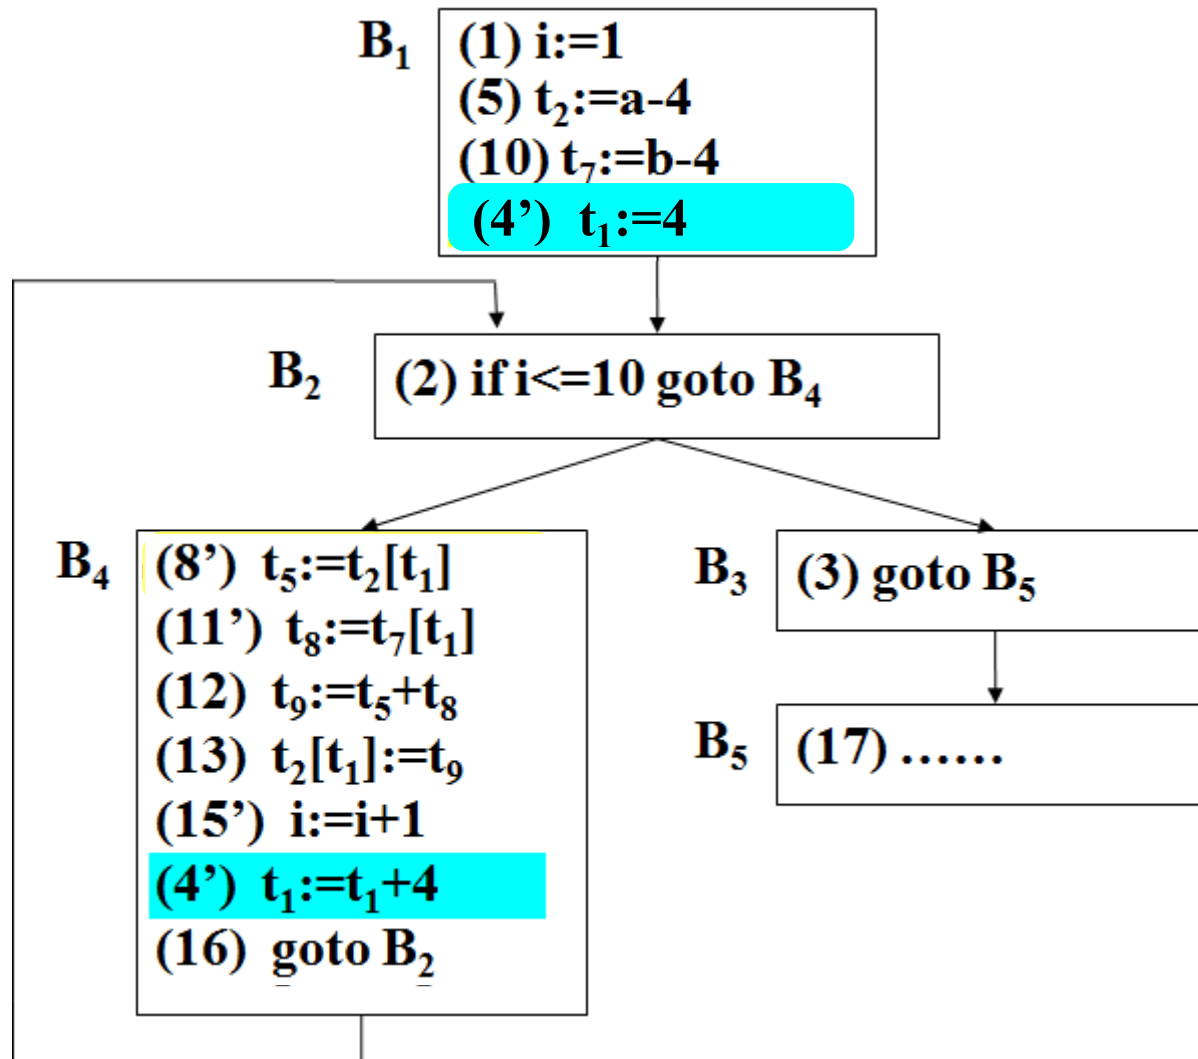 B₁
(1) i:=1
(5) t₂:=a-4
(10) t₇:=b-4
(4’) t₁:=4
B₂
(2) if i<=10 goto B₄
B₄
(8’) t₅:=t₂[t₁]
(11’) t₈:=t₇[t₁]
(12) t₉:=t₅+t₈
(13) t₂[t₁]:=t₉
(15’) i:=i+1
(4’) t₁:=t₁+4
(16) goto B₂
B₃
(3) goto B₅
B₅
(17) ……